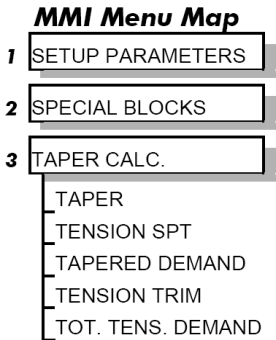 MMI Menu Map
1 SETUP PARAMETERS
2 SPECIAL BLOCKS
3 TAPER CALC.
TAPER
TENSION SPT
TAPERED DEMAND
TENSION TRIM
TOT. TENS. DEMAND